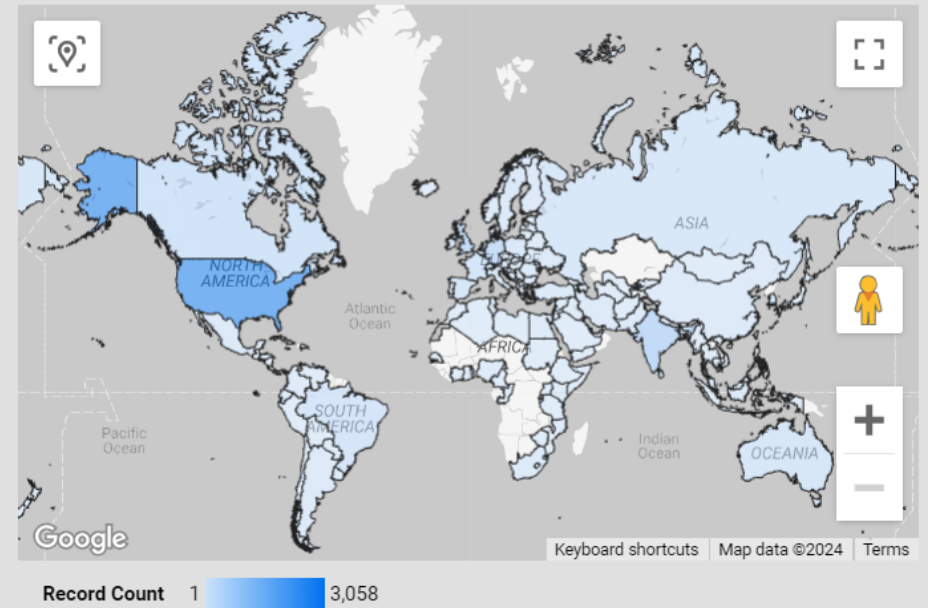 ASIA
NORTH
AMERICA
Atlantic
Ocean
AFRICA
SOUTH
AMERICA
Pacific
Ocean
Indian
Ocean
OCEANIA
Google
Keyboard shortcuts
Map data ©2024
Terms
Record Count 1 3,058